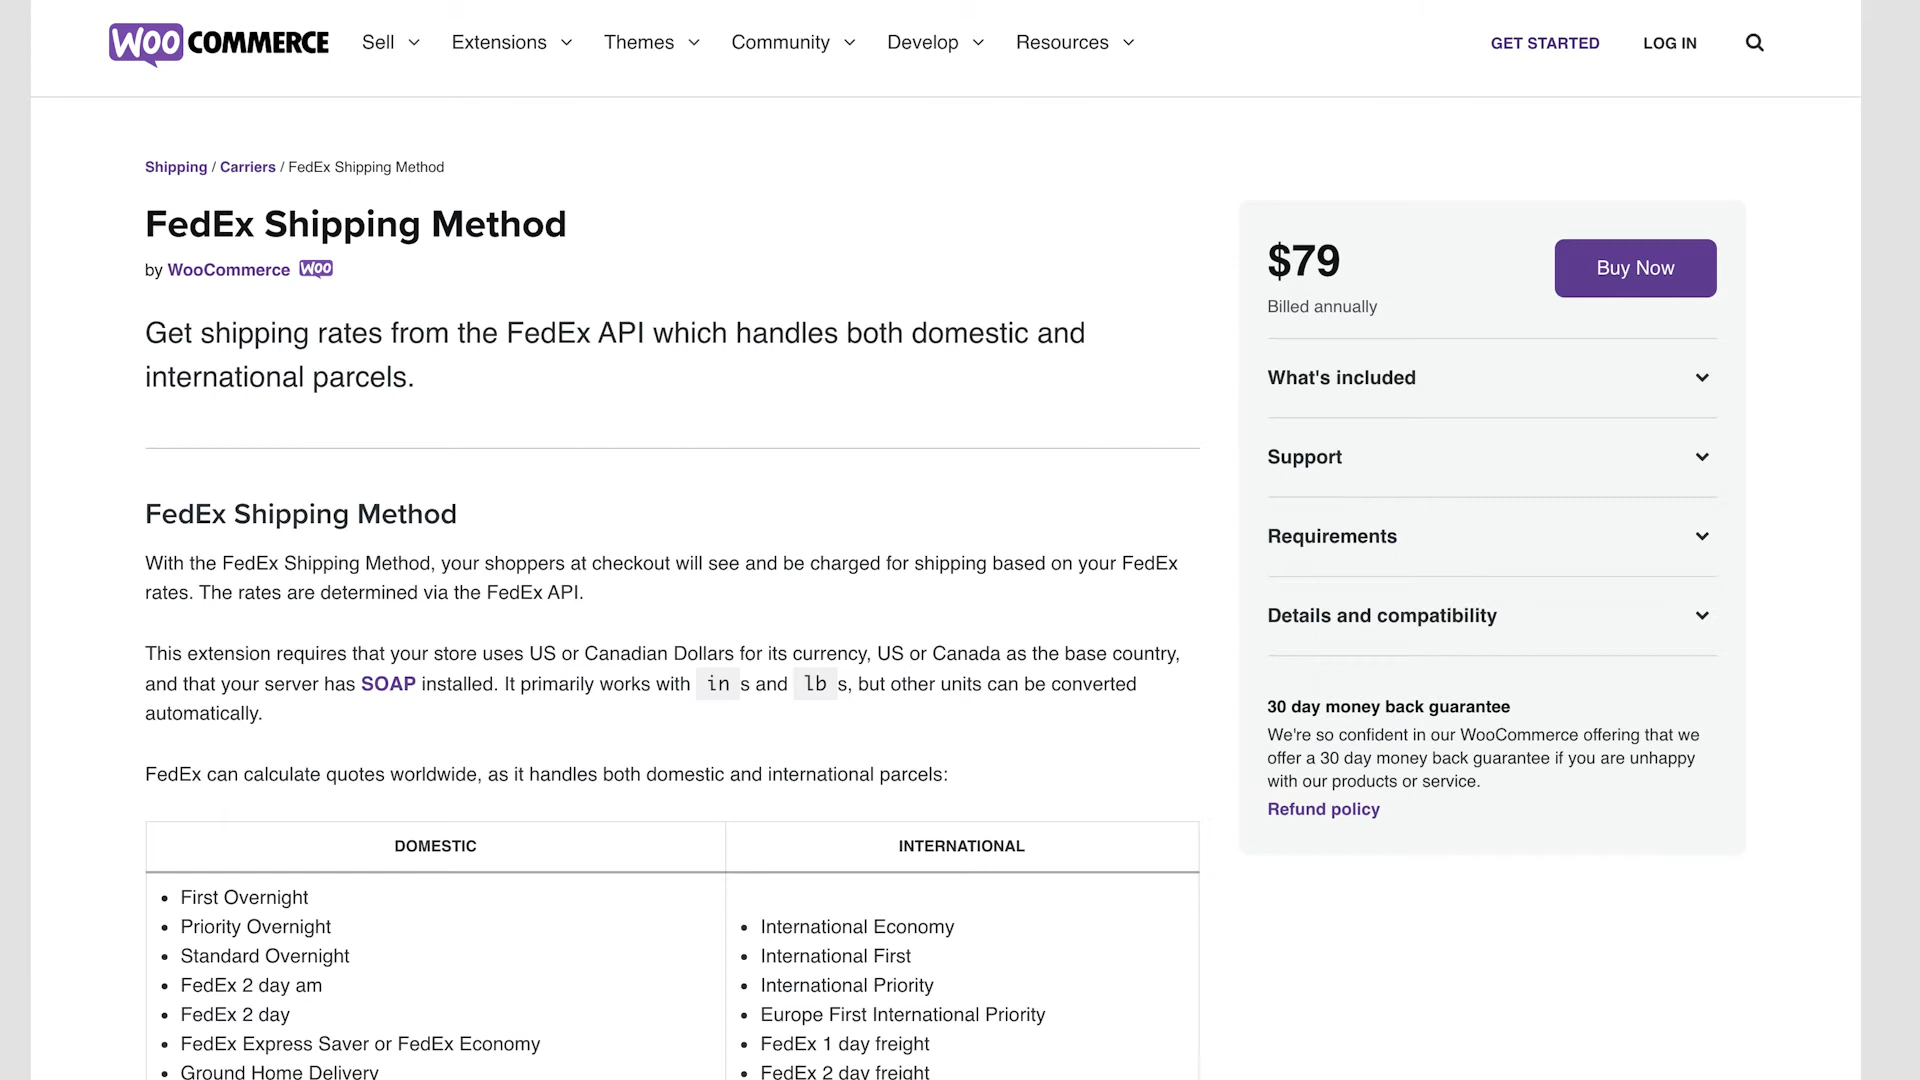 WOO COMMERCE Sell Extensions Themes Community Develop Resources GET STARTED LOG IN
Shipping / Carriers / FedEx Shipping Method
FedEx Shipping Method
by WooCommerce WOO
Get shipping rates from the FedEx API which handles both domestic and
international parcels.
FedEx Shipping Method
With the FedEx Shipping Method, your shoppers at checkout will see and be charged for shipping based on your FedEx
rates. The rates are determined via the FedEx API.
This extension requires that your store uses US or Canadian Dollars for its currency, US or Canada as the base country,
and that your server has SOAP installed. It primarily works with in s and lb s, but other units can be converted
automatically.
FedEx can calculate quotes worldwide, as it handles both domestic and international parcels:
DOMESTIC
First Overnight
Priority Overnight
Standard Overnight
FedEx 2 day am
FedEx 2 day
FedEx Express Saver or FedEx Economy
Ground Home Delivery
INTERNATIONAL
International Economy
International First
International Priority
Europe First International Priority
FedEx 1 day freight
FedEx 2 day freight
$79
Buy Now
Billed annually
What's included
Support
Requirements
Details and compatibility
30 day money back guarantee
We're so confident in our WooCommerce offering that we
offer a 30 day money back guarantee if you are unhappy
with our products or service.
Refund policy